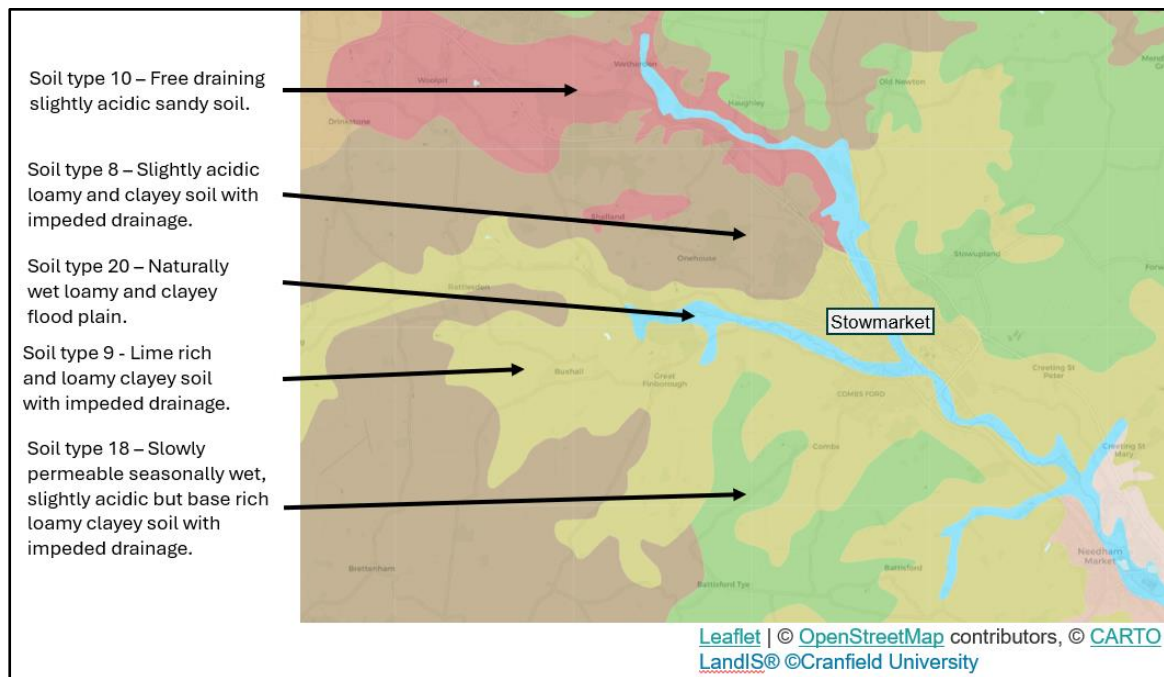 Soil type 10 – Free draining
slightly acidic sandy soil.
Soil type 8 – Slightly acidic
loamy and clayey soil with
impeded drainage.
Soil type 20 – Naturally
wet loamy and clayey
flood plain.
Soil type 9 - Lime rich
and loamy clayey soil
with impeded drainage.
Soil type 18 – Slowly
permeable seasonally wet,
slightly acidic but base rich
loamy clayey soil with
impeded drainage.
Wetherden
Woolpit
Old Newton
Haughley
Drinkstone
Shelland
Onehouse
Stowupland
Rattlesden
Stowmarket
Buxhall
Great
Finborough
Creeting St
Peter
COMBS FORD
Combs
Creeting St
Mary
Needham
Market
Brettenham
Barking
Battisford Tye
Leaflet | © OpenStreetMap contributors, © CARTO
LandIS® ©Cranfield University